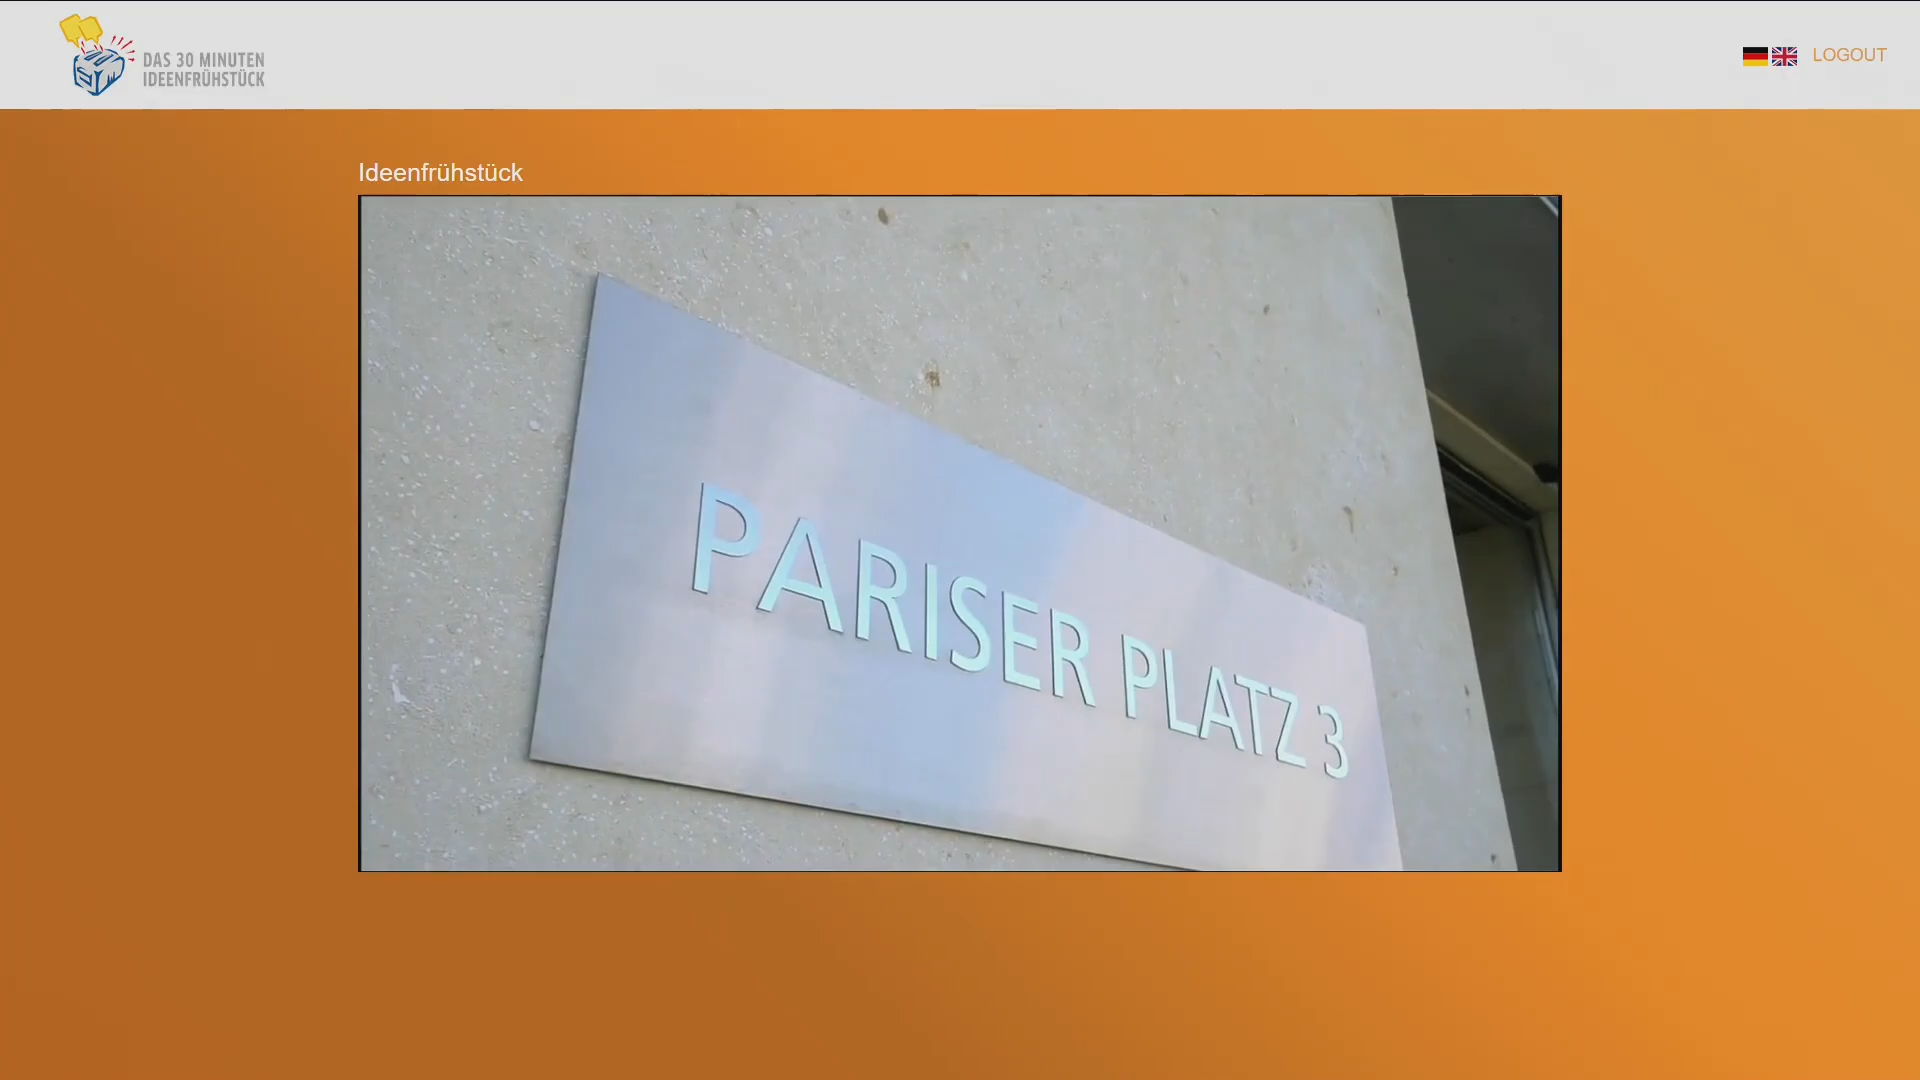 DAS 30 MINUTEN
IDEENFRÜHSTÜCK
LOGOUT
Ideenfrühstück
PARISER PLATZ 3